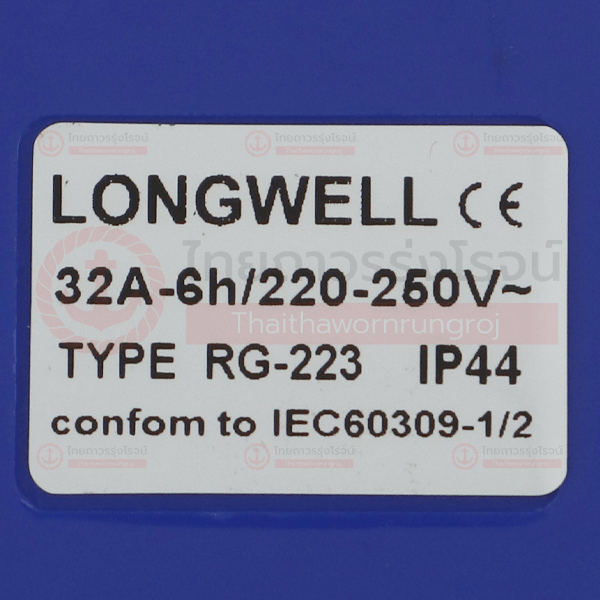 LONGWELL CE
32A-6h/220-250V~
TYPE RG-223 IP44
confom to IEC60309-1/2
ไทยถาวรรุ่งโรจน์
Thaithawornrungroj